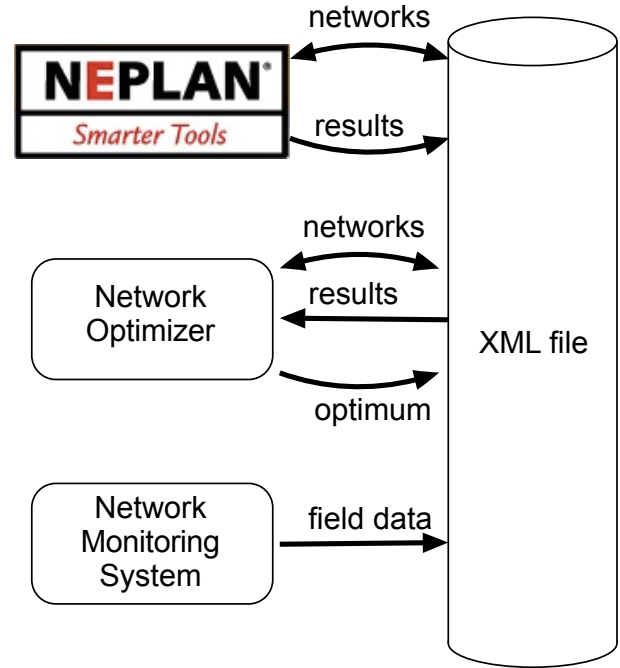 networks
NEPLAN®
Smarter Tools
results
networks
Network
Optimizer
results
XML file
optimum
Network
Monitoring
System
field data